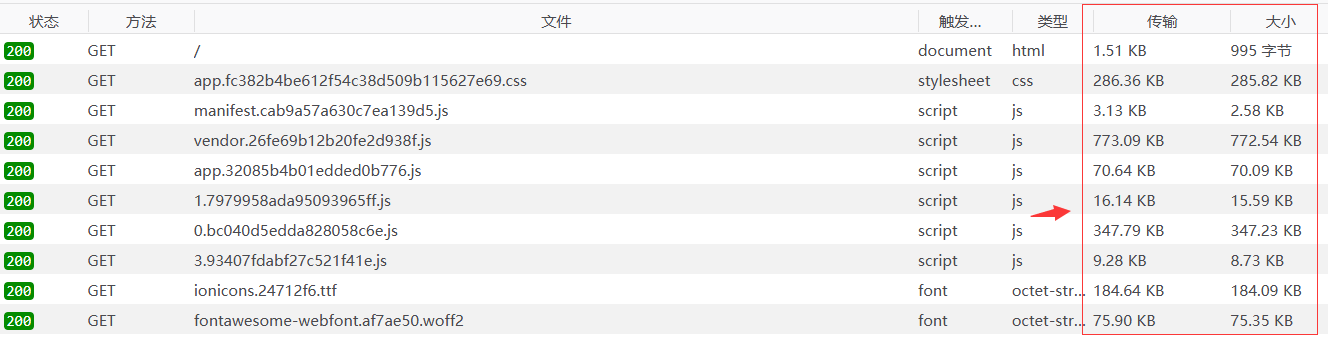 状态 方法 文件 触发... 类型 传输 大小
200 GET / document html 1.51 KB 995 字节
200 GET app.fc382b4be612f54c38d509b115627e69.css stylesheet css 286.36 KB 285.82 KB
200 GET manifest.cab9a57a630c7ea139d5.js script js 3.13 KB 2.58 KB
200 GET vendor.26fe69b12b20fe2d938f.js script js 773.09 KB 772.54 KB
200 GET app.32085b4b01edded0b776.js script js 70.64 KB 70.09 KB
200 GET 1.7979958ada95093965ff.js script js 16.14 KB 15.59 KB
200 GET 0.bc040d5edda828058c6e.js script js 347.79 KB 347.23 KB
200 GET 3.93407fdabf27c521f41e.js script js 9.28 KB 8.73 KB
200 GET ionicons.24712f6.ttf font octet-str... 184.64 KB 184.09 KB
200 GET fontawesome-webfont.af7ae50.woff2 font octet-str... 75.90 KB 75.35 KB